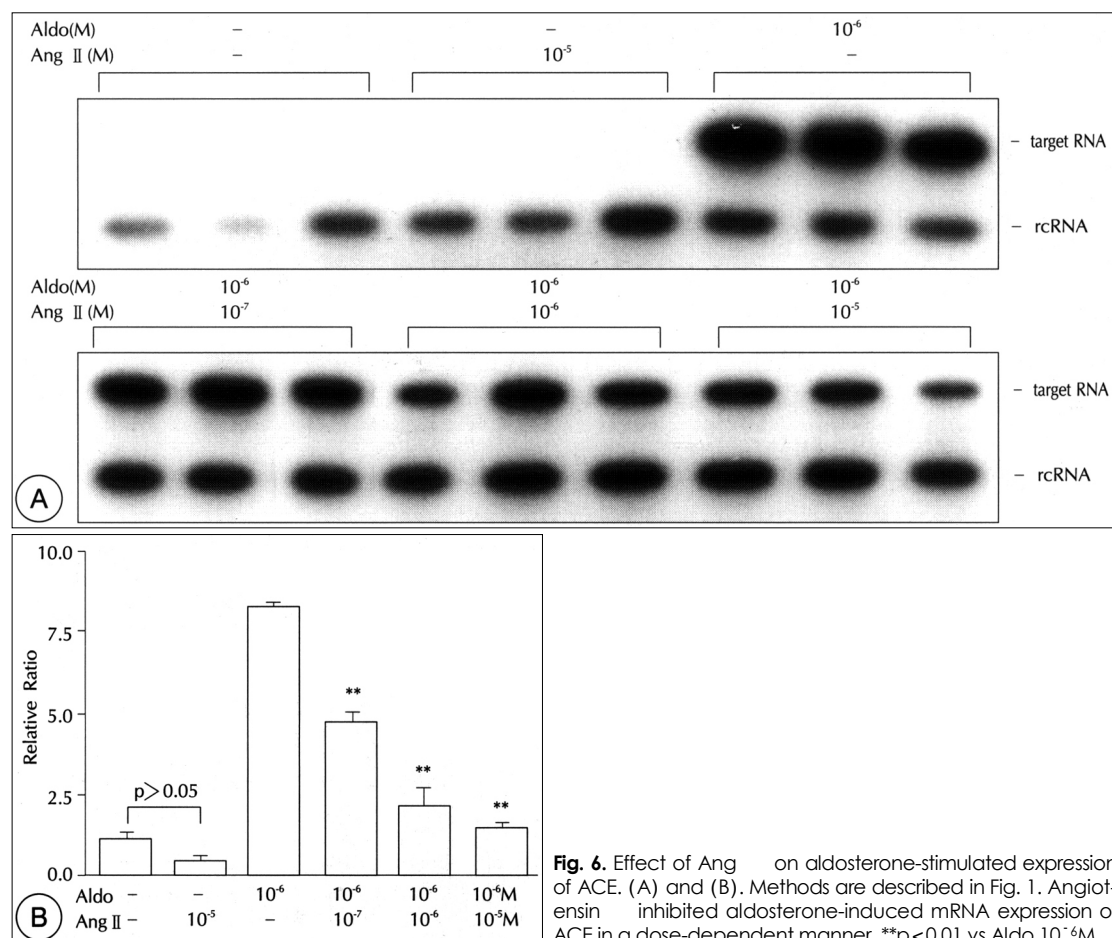 Aldo(M) – – 10⁻⁶
Ang Ⅱ (M) – 10⁻⁵ –
– target RNA
– rcRNA
Aldo(M) 10⁻⁶ 10⁻⁶ 10⁻⁶
Ang Ⅱ (M) 10⁻⁷ 10⁻⁶ 10⁻⁵
– target RNA
– rcRNA
A
10.0
7.5
5.0
2.5
0.0
Relative Ratio
p>0.05
**
**
**
Aldo – – 10⁻⁶ 10⁻⁶ 10⁻⁶ 10⁻⁶M
Ang Ⅱ – 10⁻⁵ – 10⁻⁷ 10⁻⁶ 10⁻⁵M
B
Fig. 6. Effect of Ang on aldosterone-stimulated expression
of ACE. (A) and (B). Methods are described in Fig. 1. Angiot-
ensin inhibited aldosterone-induced mRNA expression of
ACE in a dose-dependent manner. **p<0.01 vs Aldo 10⁻⁶M.